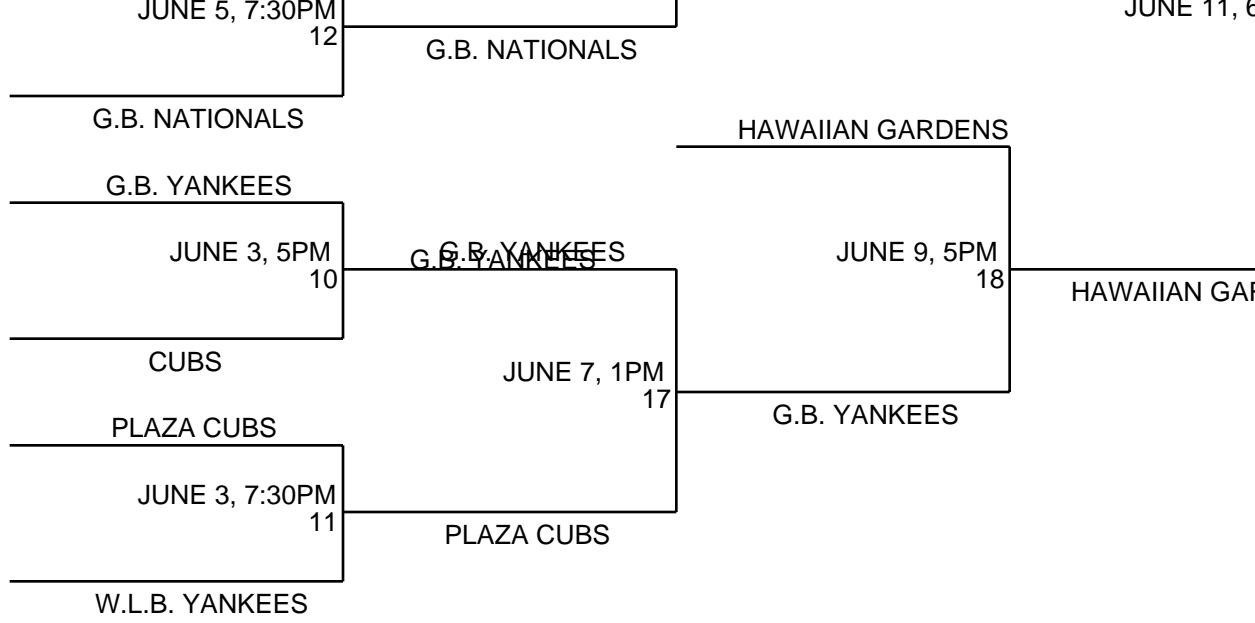 JUNE 5, 7:30PM
12
G.B. NATIONALS
G.B. NATIONALS
JUNE 11, 6
HAWAIIAN GARDENS
G.B. YANKEES
JUNE 3, 5PM
10
G.B. YANKEES
G.B. YANKEES
JUNE 9, 5PM
18
HAWAIIAN GAR
CUBS
JUNE 7, 1PM
17
G.B. YANKEES
PLAZA CUBS
JUNE 3, 7:30PM
11
PLAZA CUBS
W.L.B. YANKEES